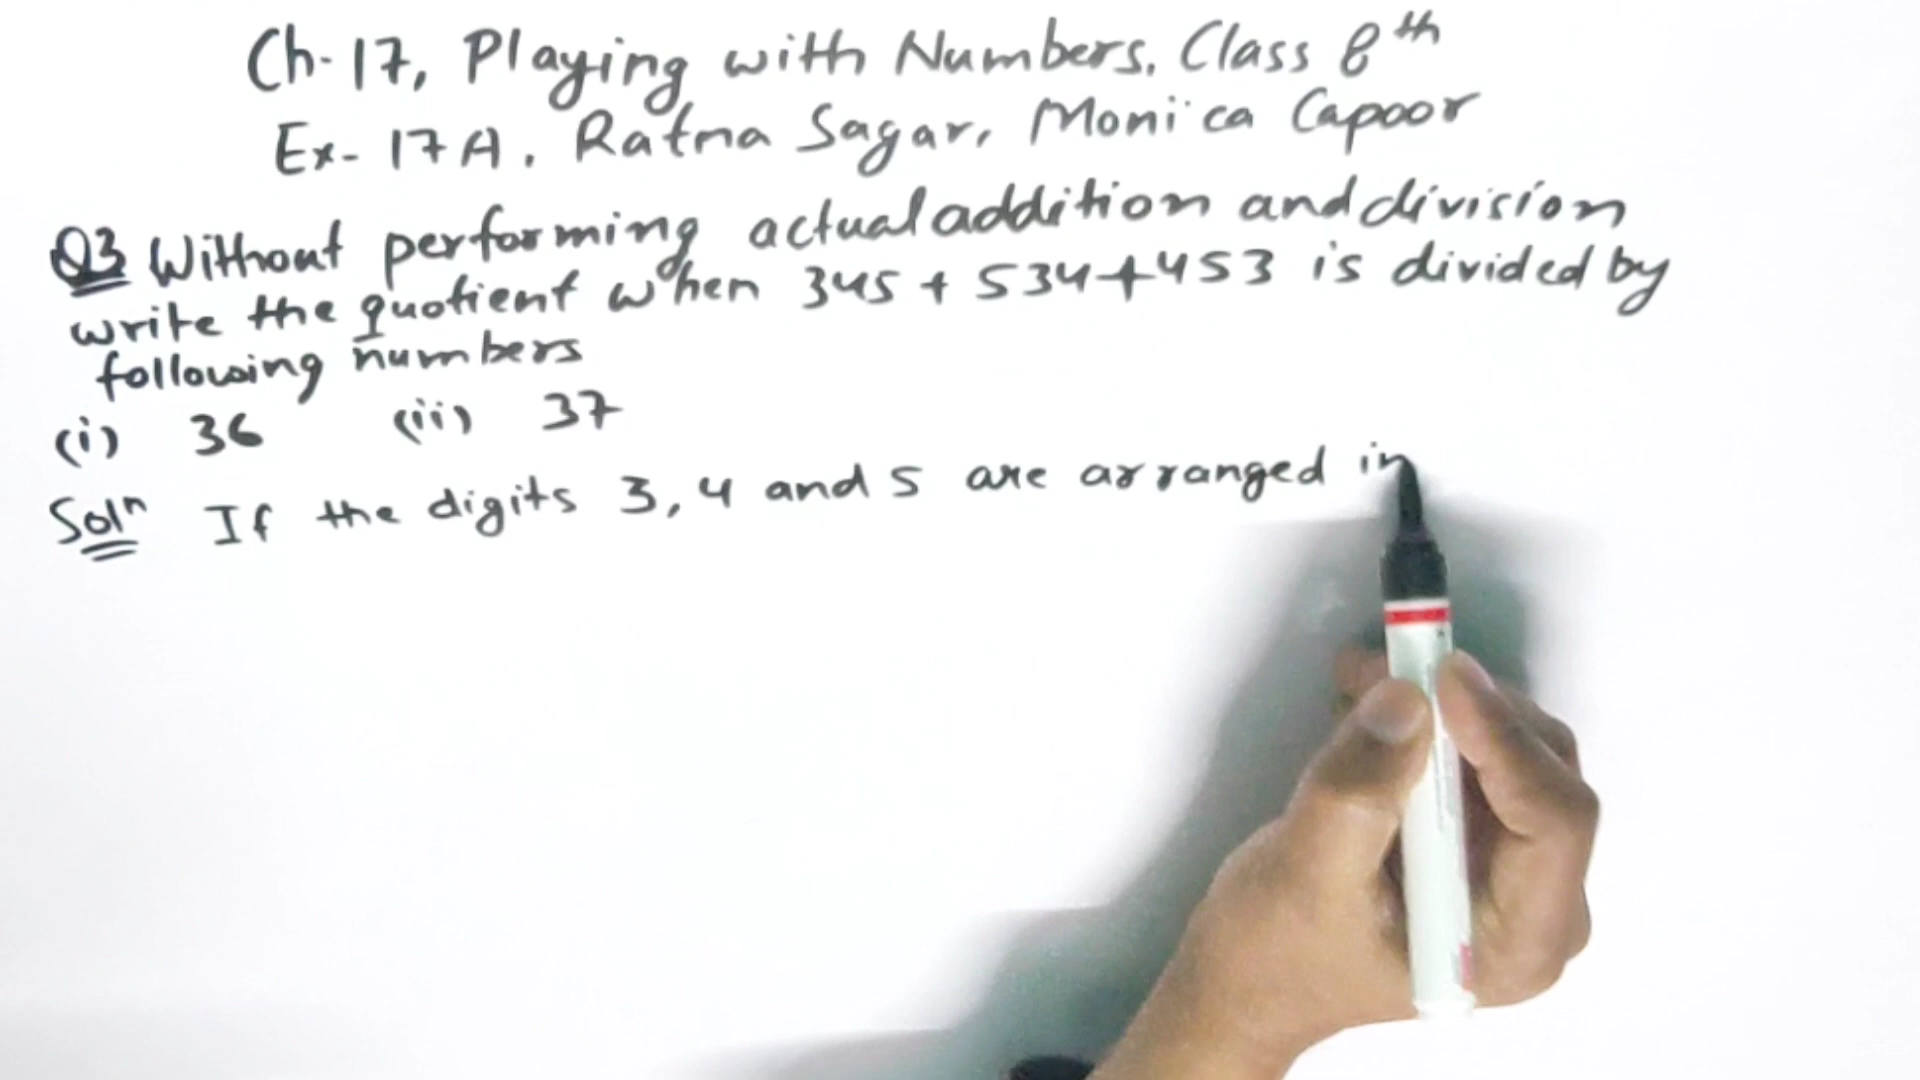 Ch-17, Playing with Numbers. Class 8th
Ex- 17A. Ratna Sagar, Monica Capoor
Q3 Without performing actual addition and division
write the quotient when 345 + 534 + 453 is divided by
following numbers
(i) 36 (ii) 37
Solⁿ If the digits 3, 4 and 5 are arranged in